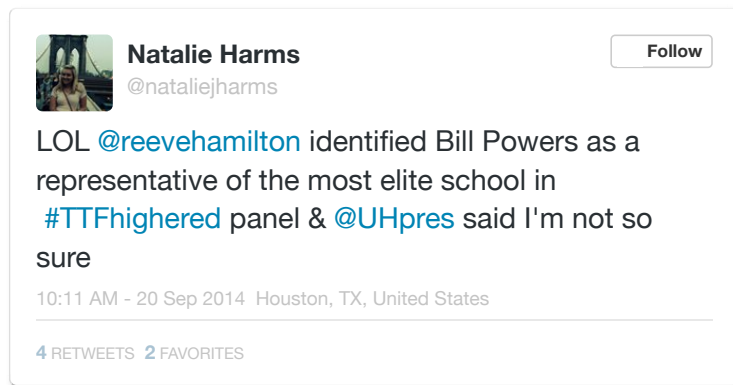 Natalie Harms
@nataliejharms
Follow
LOL @reevehamilton identified Bill Powers as a
representative of the most elite school in
#TTFhighered panel & @UHpres said I'm not so
sure
10:11 AM - 20 Sep 2014 Houston, TX, United States
4 RETWEETS 2 FAVORITES